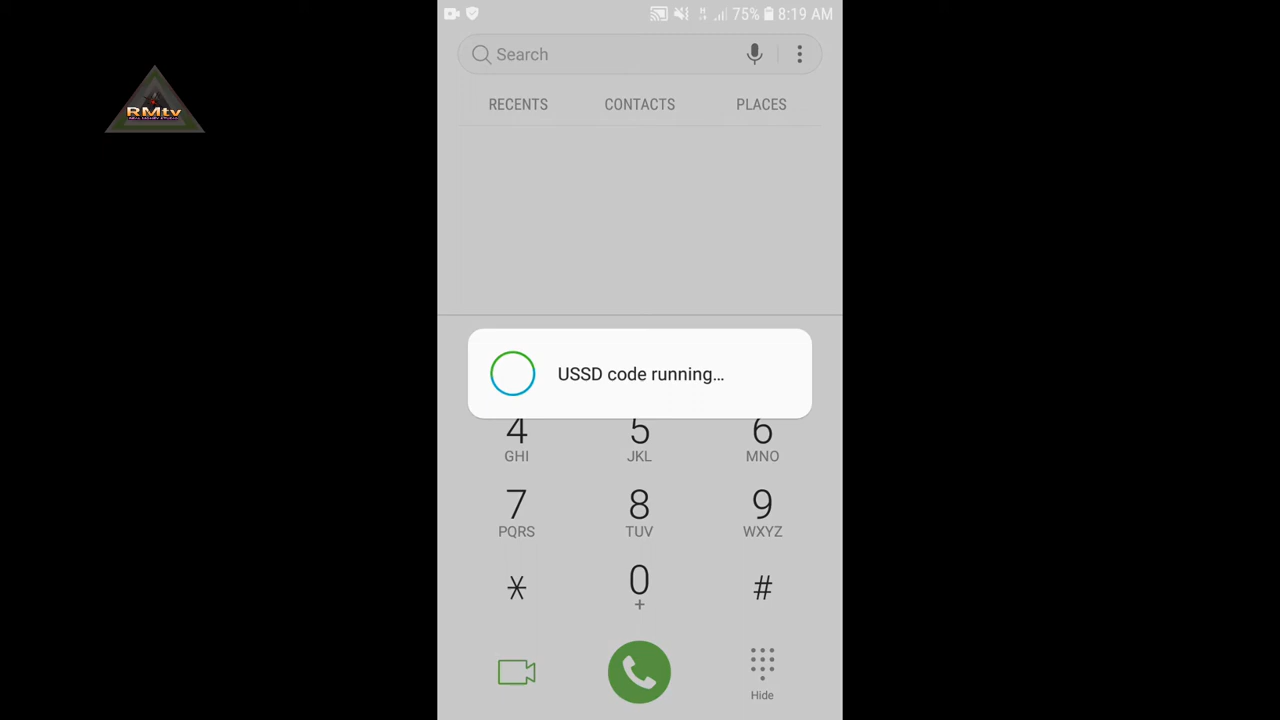 75% 8:19 AM
Search
RECENTS CONTACTS PLACES
RMtv
USSD code running...
4 5 6
GHI JKL MNO
7 8 9
PQRS TUV WXYZ
* 0 #
+
Hide